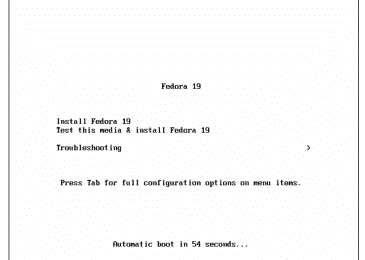 Fedora 19
Install Fedora 19
Test this media & install Fedora 19
Troubleshooting >
Press Tab for full configuration options on menu items.
Automatic boot in 54 seconds...